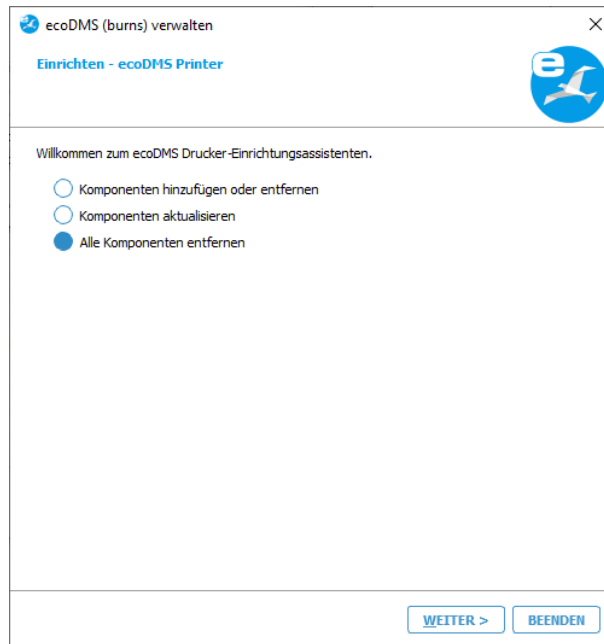 ecoDMS (burns) verwalten
Einrichten - ecoDMS Printer
e
Willkommen zum ecoDMS Drucker-Einrichtungsassistenten.
Komponenten hinzufügen oder entfernen
Komponenten aktualisieren
Alle Komponenten entfernen
WEITER > BEENDEN